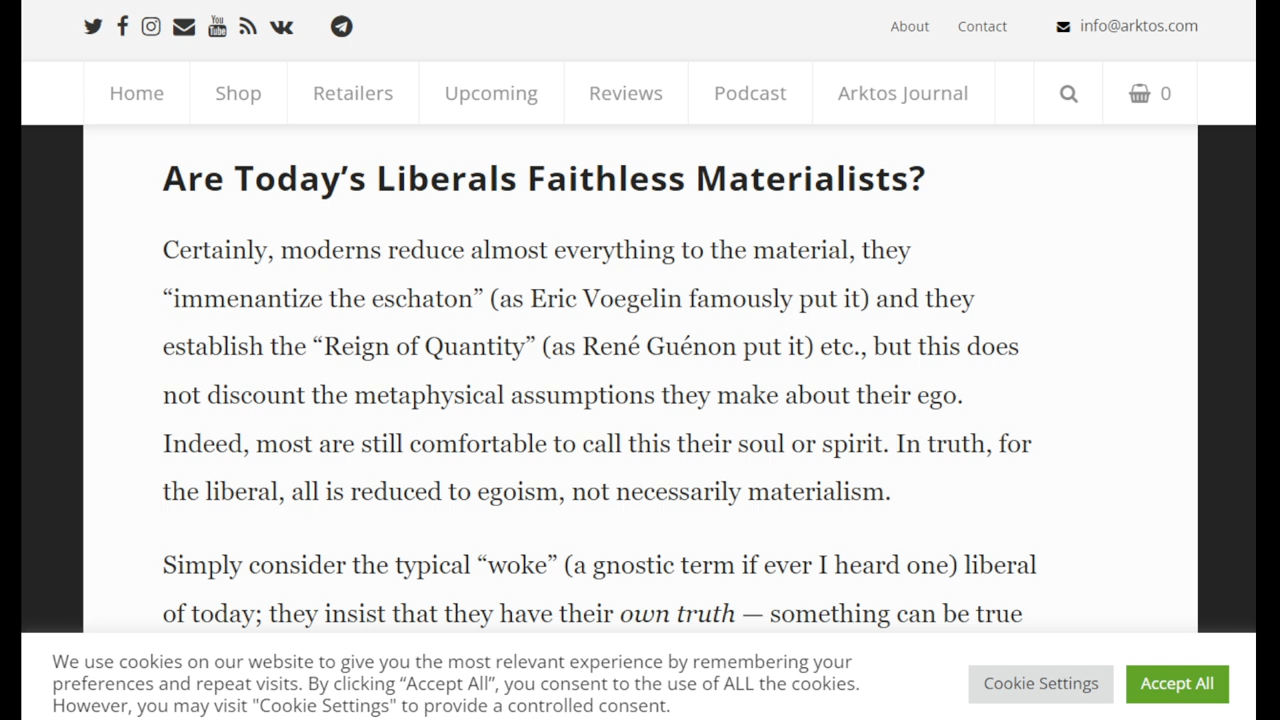 You
Tube
About Contact info@arktos.com
Home Shop Retailers Upcoming Reviews Podcast Arktos Journal 0
Are Today’s Liberals Faithless Materialists?
Certainly, moderns reduce almost everything to the material, they
“immenantize the eschaton” (as Eric Voegelin famously put it) and they
establish the “Reign of Quantity” (as René Guénon put it) etc., but this does
not discount the metaphysical assumptions they make about their ego.
Indeed, most are still comfortable to call this their soul or spirit. In truth, for
the liberal, all is reduced to egoism, not necessarily materialism.
Simply consider the typical “woke” (a gnostic term if ever I heard one) liberal
of today; they insist that they have their own truth — something can be true
We use cookies on our website to give you the most relevant experience by remembering your
preferences and repeat visits. By clicking “Accept All”, you consent to the use of ALL the cookies.
However, you may visit "Cookie Settings" to provide a controlled consent.
Cookie Settings Accept All